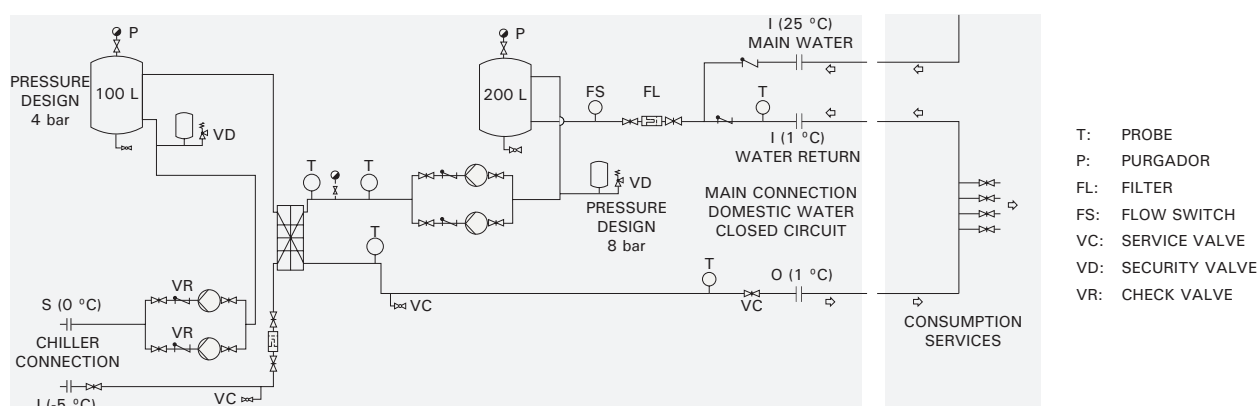 P
PRESSURE
DESIGN
4 bar
100 L
VD
P
200 L
FS
FL
I (25 °C)
MAIN WATER
T
I (1 °C)
WATER RETURN
T
T
VD
PRESSURE
DESIGN
8 bar
MAIN CONNECTION
DOMESTIC WATER
CLOSED CIRCUIT
T
T
O (1 °C)
VC
VC
S (0 °C)
CHILLER
CONNECTION
VR
VR
I (-5 °C)
VC
CONSUMPTION
SERVICES
T: PROBE
P: PURGADOR
FL: FILTER
FS: FLOW SWITCH
VC: SERVICE VALVE
VD: SECURITY VALVE
VR: CHECK VALVE